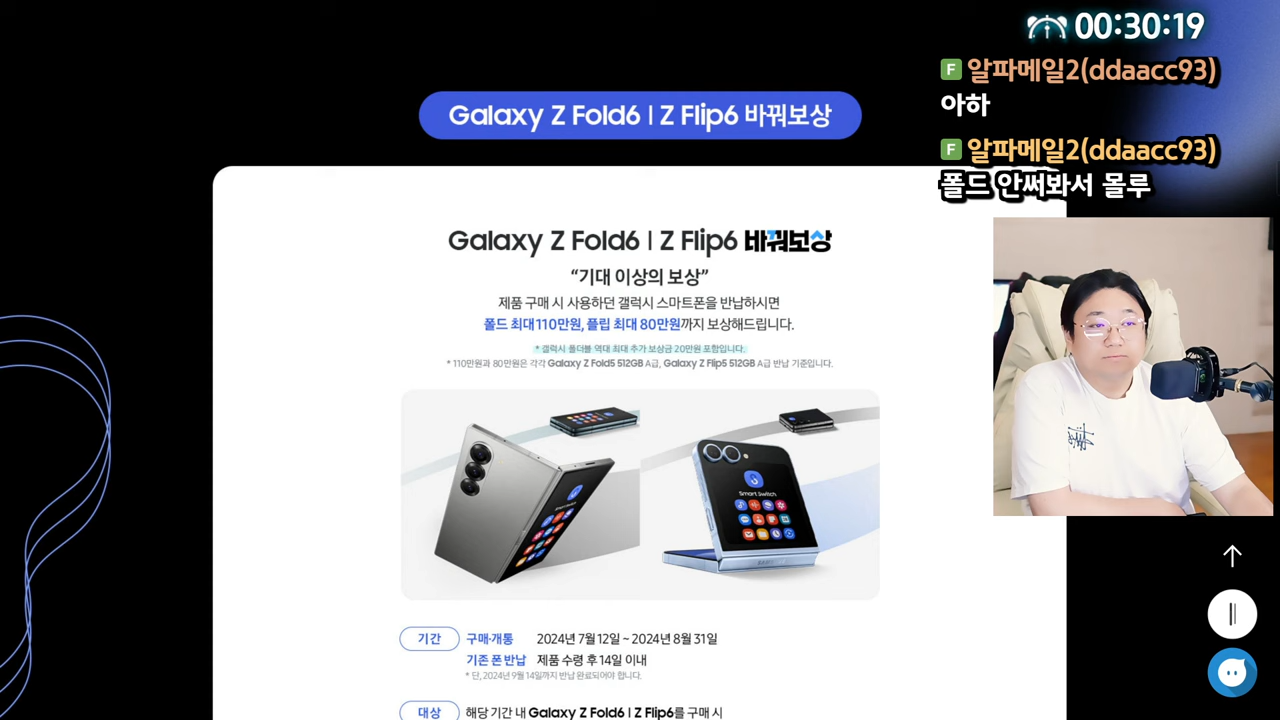 00:30:19
F 알파메일2(ddaacc93)
아하
F 알파메일2(ddaacc93)
폴드 안써봐서 몰루
Galaxy Z Fold6 | Z Flip6 바꿔보상
Galaxy Z Fold6 | Z Flip6 바꿔보상
“기대 이상의 보상”
제품 구매 시 사용하던 갤럭시 스마트폰을 반납하시면
폴드 최대 110만원, 플립 최대 80만원까지 보상해드립니다.
* 갤럭시 폴더블 역대 최대 추가 보상금 20만원 포함입니다.
* 110만원과 80만원은 각각 Galaxy Z Fold5 512GB A급, Galaxy Z Flip5 512GB A급 반납 기준입니다.
Smart Switch
SAMSUNG
기간 구매·개통 2024년 7월 12일 ~ 2024년 8월 31일
기존 폰 반납 제품 수령 후 14일 이내
* 단, 2024년 9월 14일까지 반납 완료되어야 합니다.
대상 해당 기간 내 Galaxy Z Fold6 | Z Flip6를 구매 시